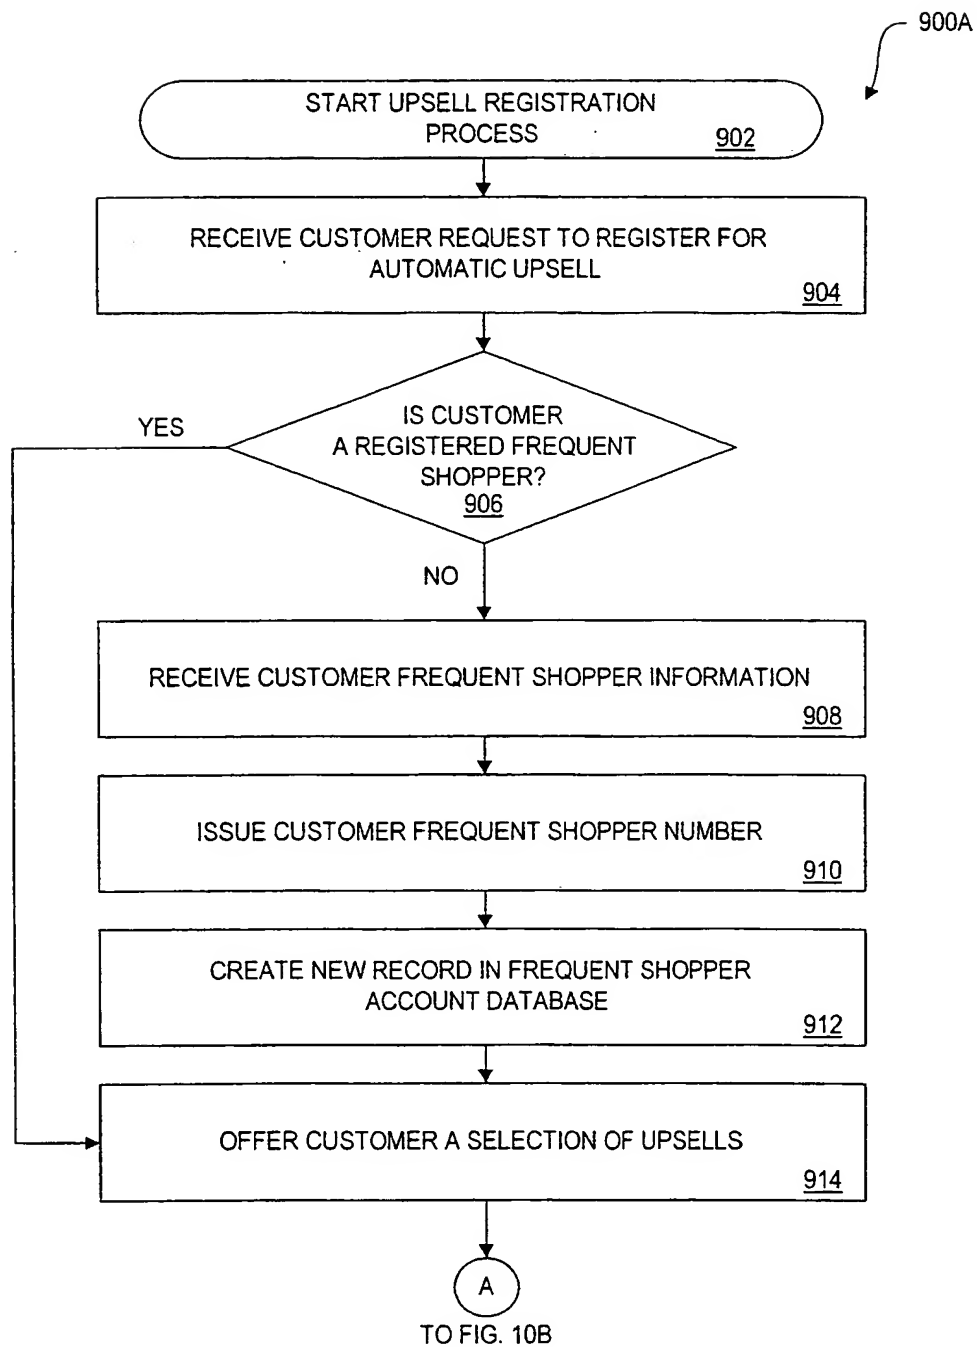 900A
START UPSELL REGISTRATION
PROCESS
902
RECEIVE CUSTOMER REQUEST TO REGISTER FOR
AUTOMATIC UPSELL
904
IS CUSTOMER
A REGISTERED FREQUENT
SHOPPER?
906
YES
NO
RECEIVE CUSTOMER FREQUENT SHOPPER INFORMATION
908
ISSUE CUSTOMER FREQUENT SHOPPER NUMBER
910
CREATE NEW RECORD IN FREQUENT SHOPPER
ACCOUNT DATABASE
912
OFFER CUSTOMER A SELECTION OF UPSELLS
914
A
TO FIG. 10B